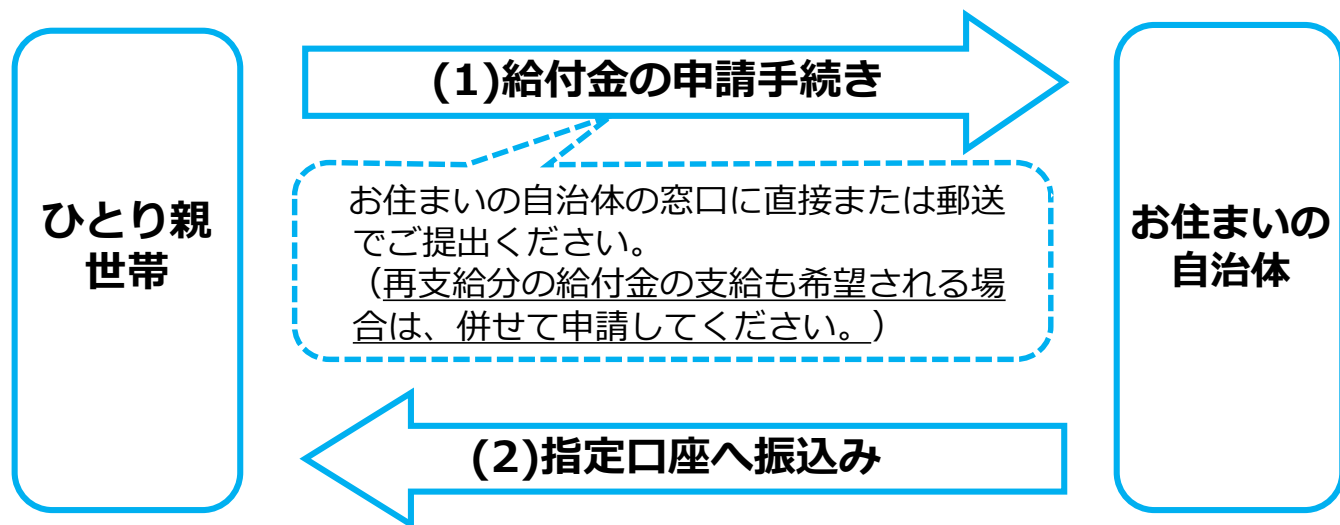 ひとり親
世帯
(1)給付金の申請手続き
お住まいの自治体の窓口に直接または郵送
でご提出ください。
（再支給分の給付金の支給も希望される場
合は、併せて申請してください。）
(2)指定口座へ振込み
お住まいの
自治体